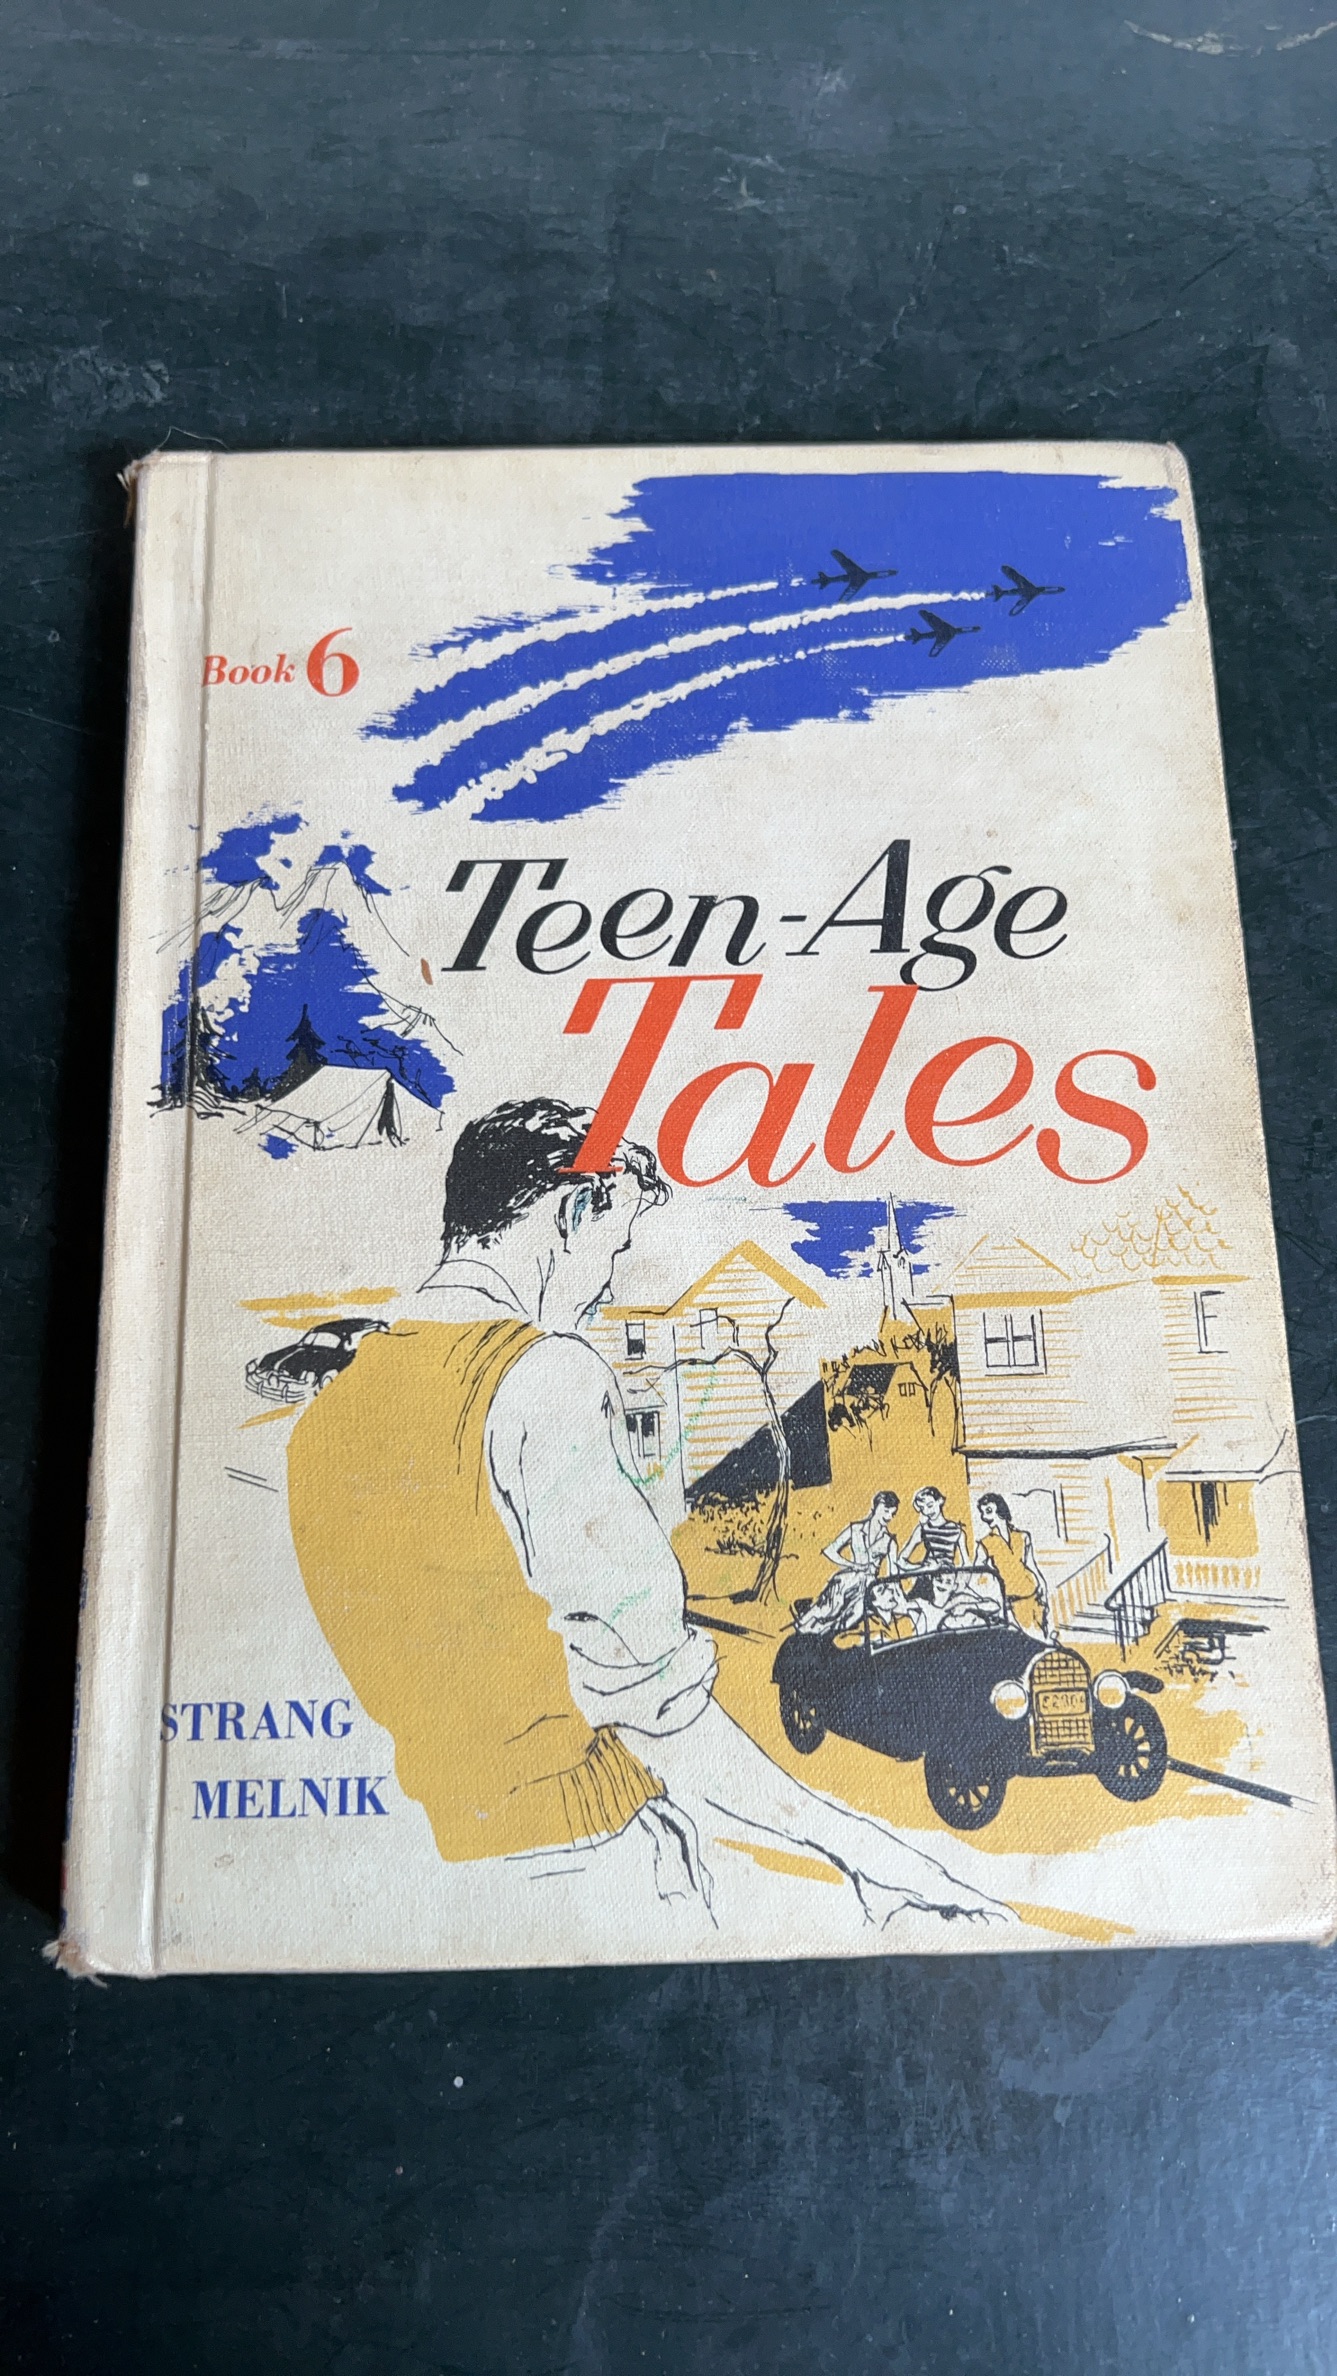 Book 6
Teen-Age
Tales
STRANG
MELNIK